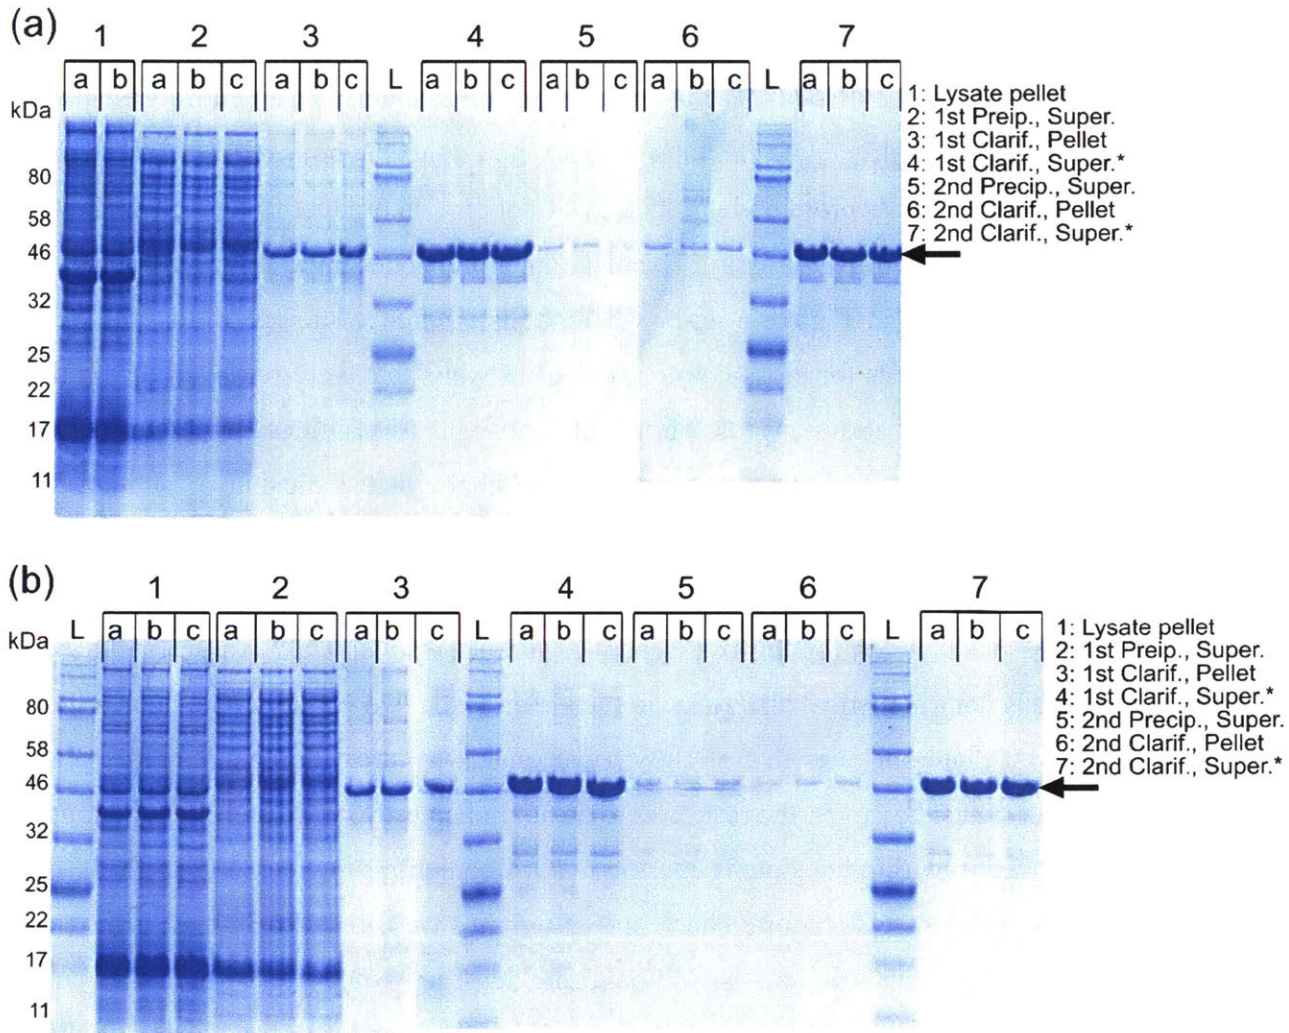 (a)
1 2 3 4 5 6 7
a b a b c a b c L a b c a b c a b c L a b c
kDa
80
58
46
32
25
22
17
11
1: Lysate pellet
2: 1st Preip., Super.
3: 1st Clarif., Pellet
4: 1st Clarif., Super.*
5: 2nd Precip., Super.
6: 2nd Clarif., Pellet
7: 2nd Clarif., Super.*
(b)
1 2 3 4 5 6 7
L a b c a b c a b c L a b c a b c a b c L a b c
kDa
80
58
46
32
25
22
17
11
1: Lysate pellet
2: 1st Preip., Super.
3: 1st Clarif., Pellet
4: 1st Clarif., Super.*
5: 2nd Precip., Super.
6: 2nd Clarif., Pellet
7: 2nd Clarif., Super.*